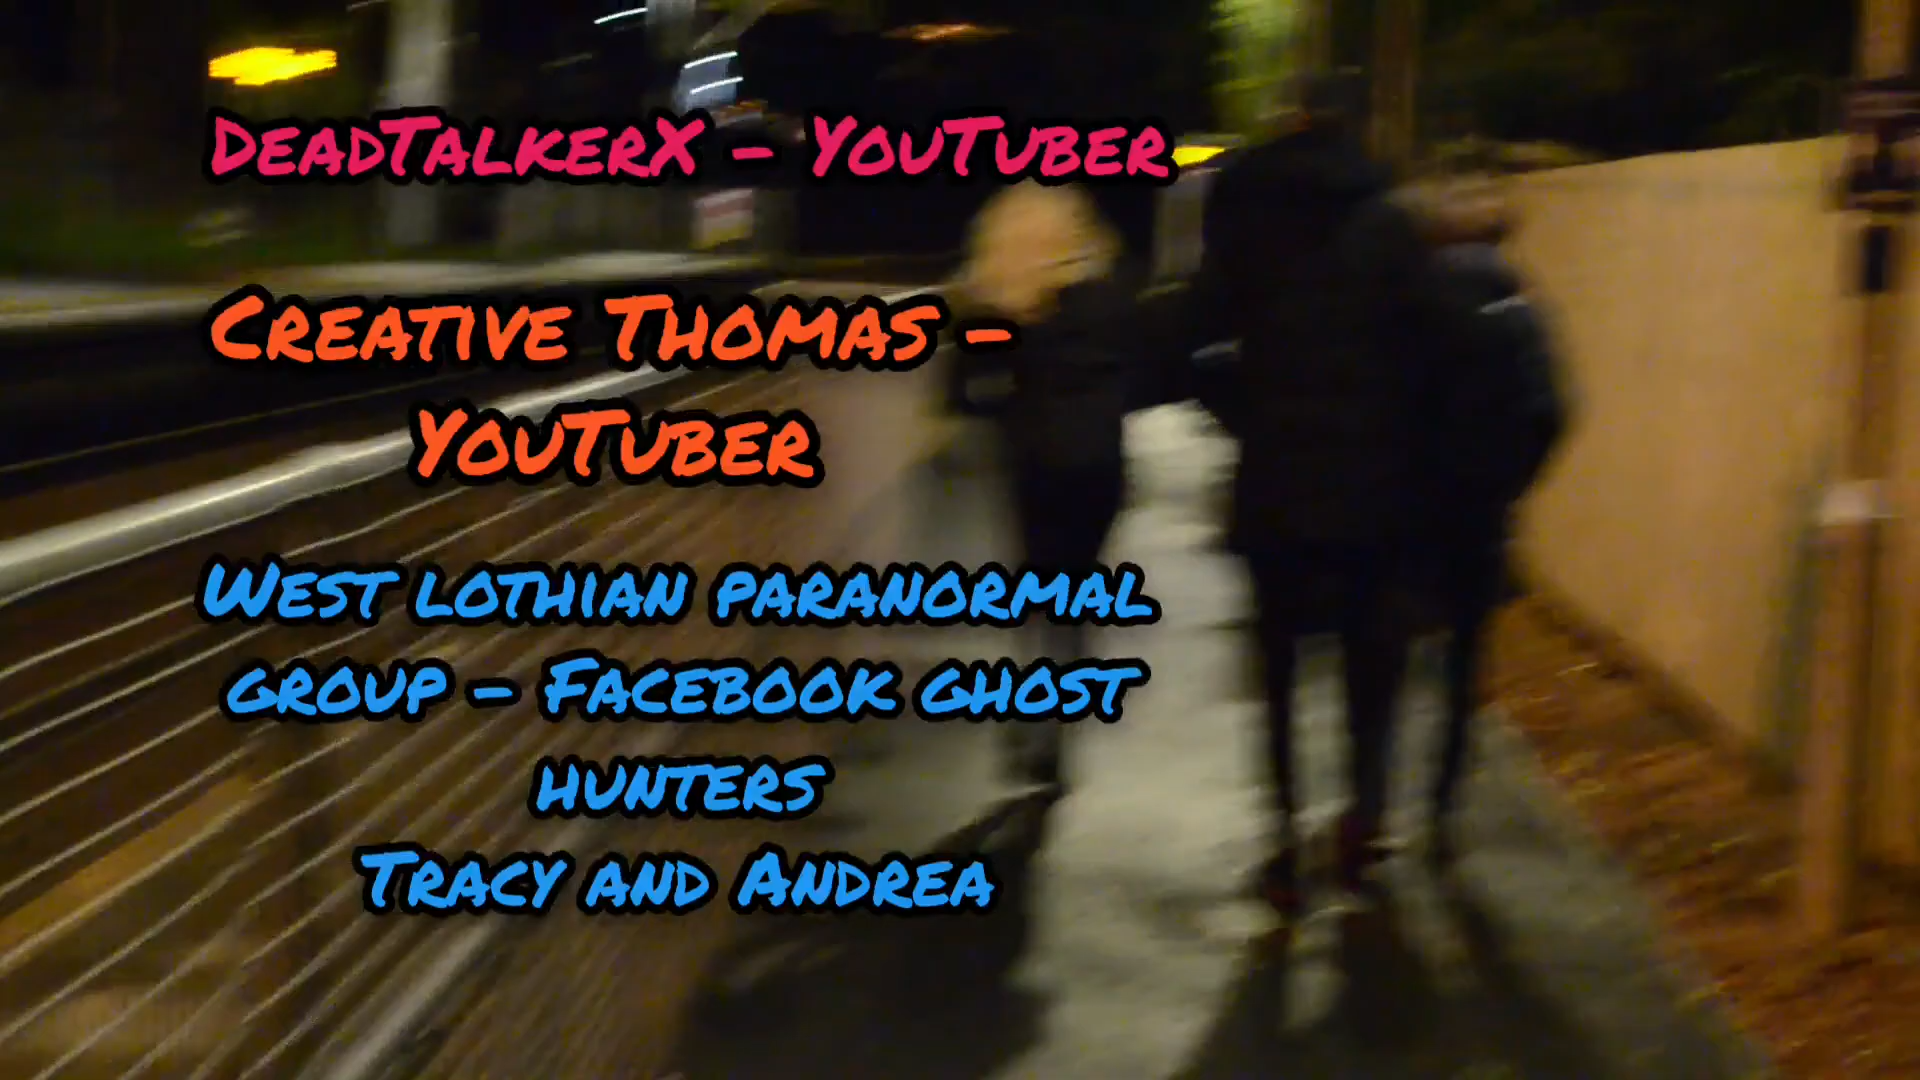 DeadTalkerX - YouTuber
Creative Thomas -
YouTuber
West lothian paranormal
group - Facebook ghost
hunters
Tracy and Andrea